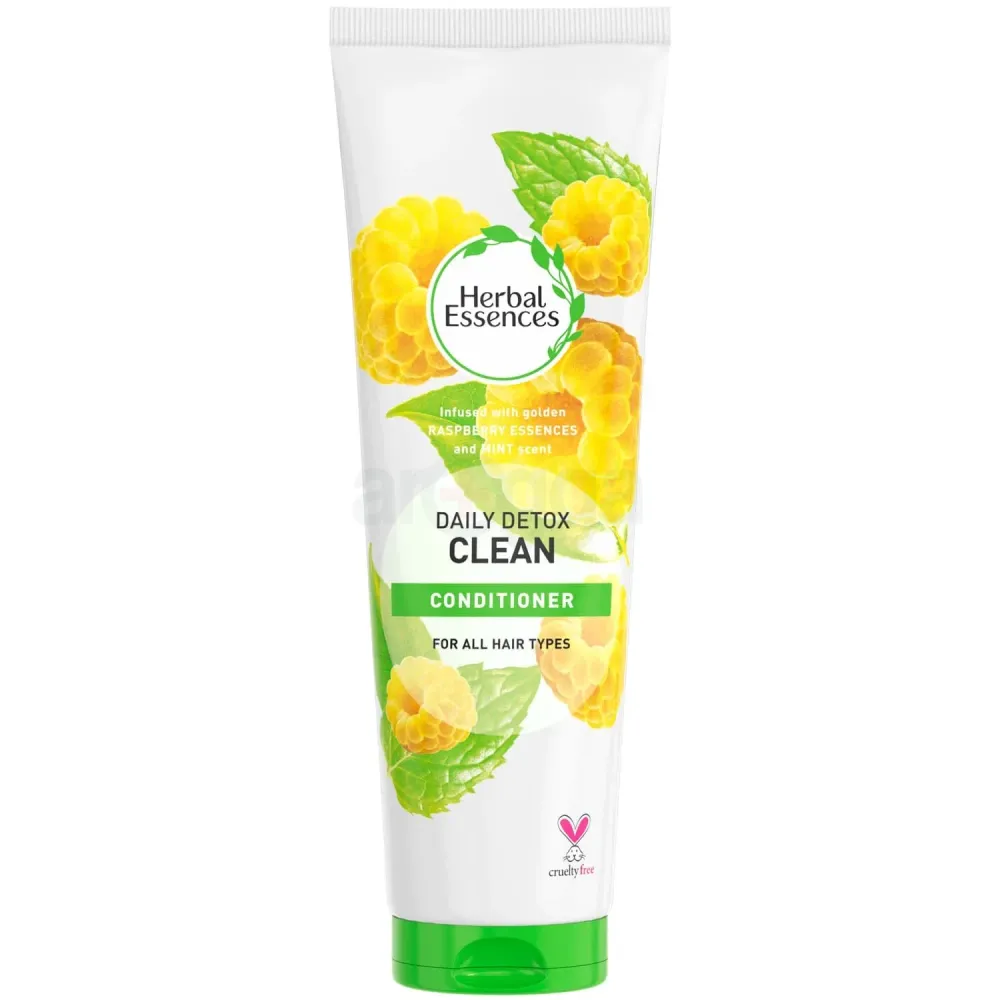 Herbal
Essences
Infused with golden
RASPBERRY ESSENCES
and MINT scent
DAILY DETOX
CLEAN
CONDITIONER
FOR ALL HAIR TYPES
crueltyfree